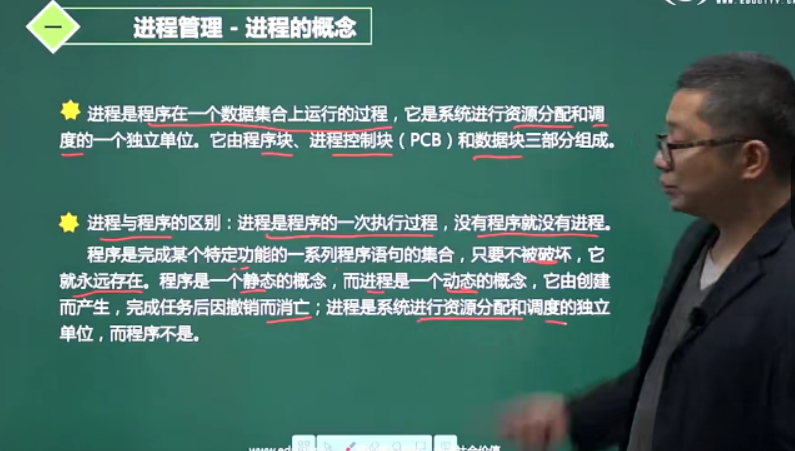 一
进程管理 - 进程的概念
进程是程序在一个数据集合上运行的过程，它是系统进行资源分配和调
度的一个独立单位。它由程序块、进程控制块（PCB）和数据块三部分组成。
进程与程序的区别：进程是程序的一次执行过程，没有程序就没有进程。
程序是完成某个特定功能的一系列程序语句的集合，只要不被破坏，它
就永远存在。程序是一个静态的概念，而进程是一个动态的概念，它由创建
而产生，完成任务后因撤销而消亡；进程是系统进行资源分配和调度的独立
单位，而程序不是。
社会价值